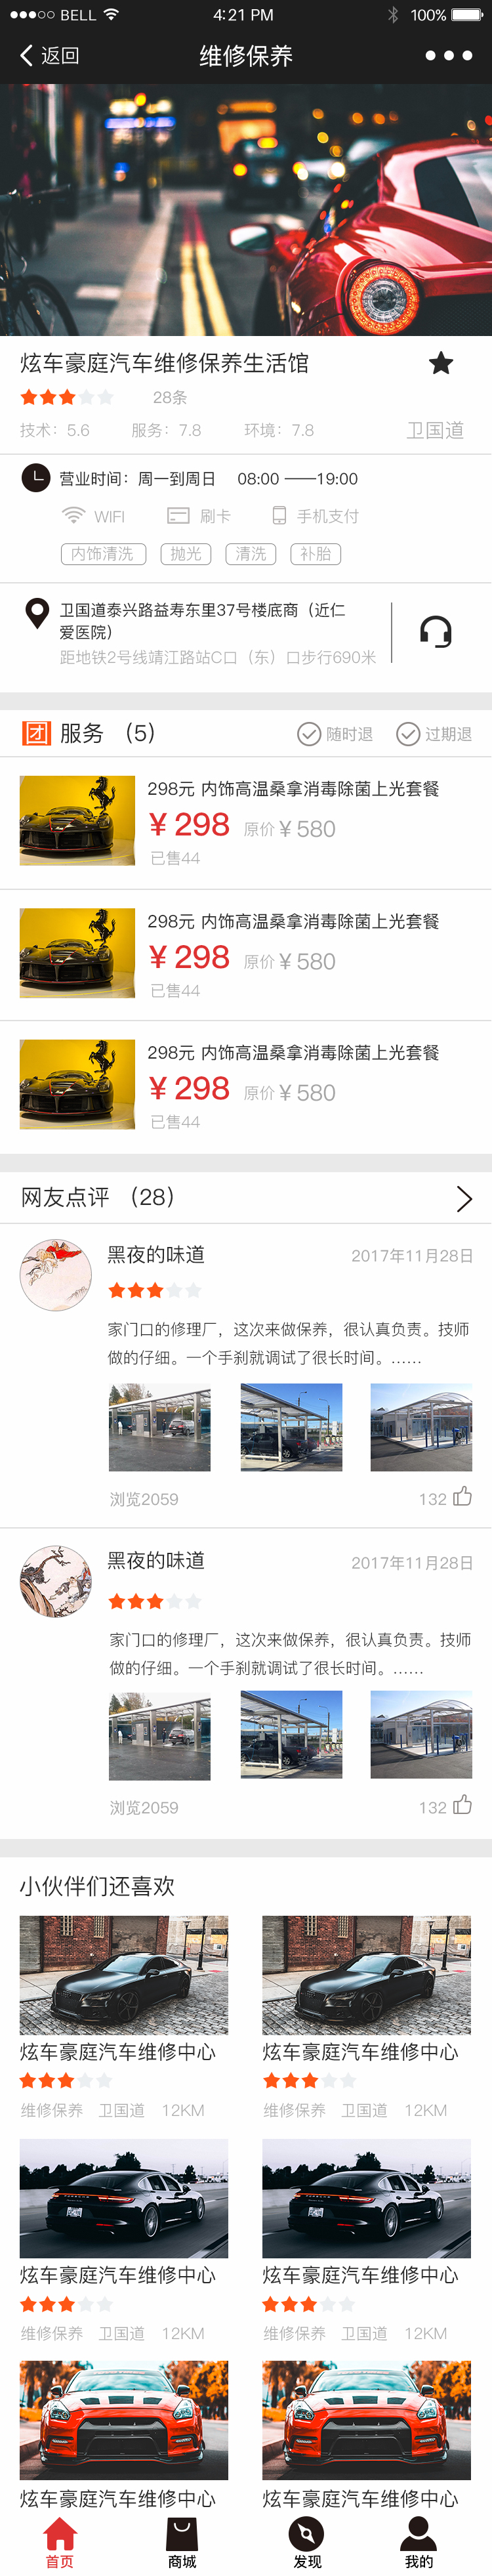 BELL 4:21 PM 100%
返回 维修保养
炫车豪庭汽车维修保养生活馆
28条
技术：5.6 服务：7.8 环境：7.8 卫国道
营业时间：周一到周日 08:00 ——19:00
WIFI 刷卡 手机支付
内饰清洗 抛光 清洗 补胎
卫国道泰兴路益寿东里37号楼底商（近仁
爱医院）
距地铁2号线靖江路站C口（东）口步行690米
团 服务 （5） 随时退 过期退
298元 内饰高温桑拿消毒除菌上光套餐
¥ 298 原价 ¥ 580
已售44
298元 内饰高温桑拿消毒除菌上光套餐
¥ 298 原价 ¥ 580
已售44
298元 内饰高温桑拿消毒除菌上光套餐
¥ 298 原价 ¥ 580
已售44
网友点评 （28）
黑夜的味道 2017年11月28日
家门口的修理厂，这次来做保养，很认真负责。技师
做的仔细。一个手刹就调试了很长时间。......
浏览2059 132
黑夜的味道 2017年11月28日
家门口的修理厂，这次来做保养，很认真负责。技师
做的仔细。一个手刹就调试了很长时间。......
浏览2059 132
小伙伴们还喜欢
炫车豪庭汽车维修中心 炫车豪庭汽车维修中心
维修保养 卫国道 12KM 维修保养 卫国道 12KM
炫车豪庭汽车维修中心 炫车豪庭汽车维修中心
维修保养 卫国道 12KM 维修保养 卫国道 12KM
炫车豪庭汽车维修中心 炫车豪庭汽车维修中心
首页 商城 发现 我的